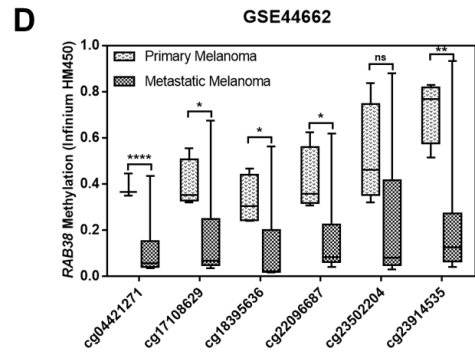 D
GSE44662
RAB38 Methylation (Infinium HM450)
1.0
0.8
0.6
0.4
0.2
0.0
Primary Melanoma
Metastatic Melanoma
****
*
*
*
ns
**
cg04421271
cg17108629
cg18395636
cg22096687
cg23502204
cg23914535